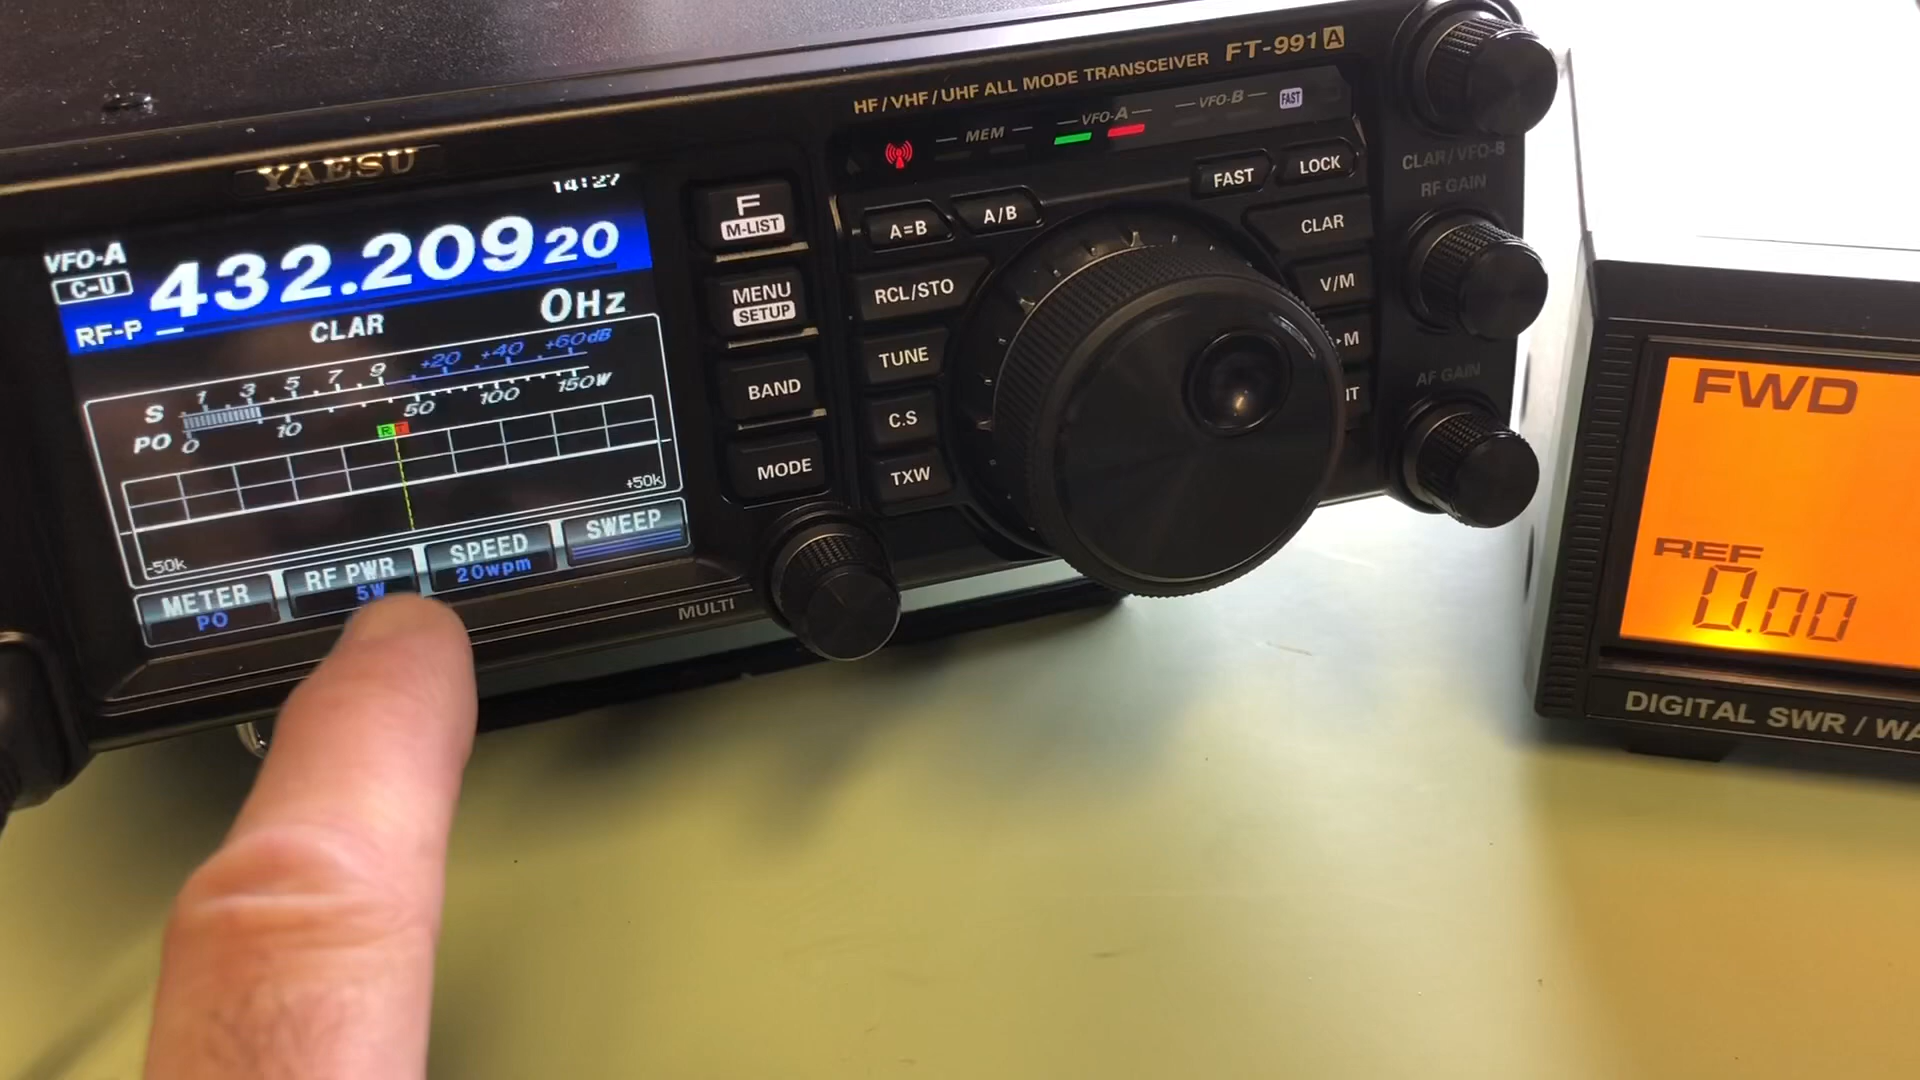 YAESU
14:27
VFO-A
C-U
432.209 20
RF-P
CLAR
0Hz
S 1 3 5 7 9 +20 +40 +60dB
PO 0 10 50 100 150W
R T
-50k
+50k
METER
PO
RF PWR
5W
SPEED
20wpm
SWEEP
F
M-LIST
MENU
SETUP
BAND
MODE
MULTI
HF/VHF/UHF ALL MODE TRANSCEIVER FT-991A
MEM
VFO-A
VFO-B
FAST
A=B
A/B
FAST
LOCK
RCL/STO
TUNE
C.S
TXW
CLAR
V/M
CLAR/VFO-B
RF GAIN
AF GAIN
FWD
REF
0.00
DIGITAL SWR /